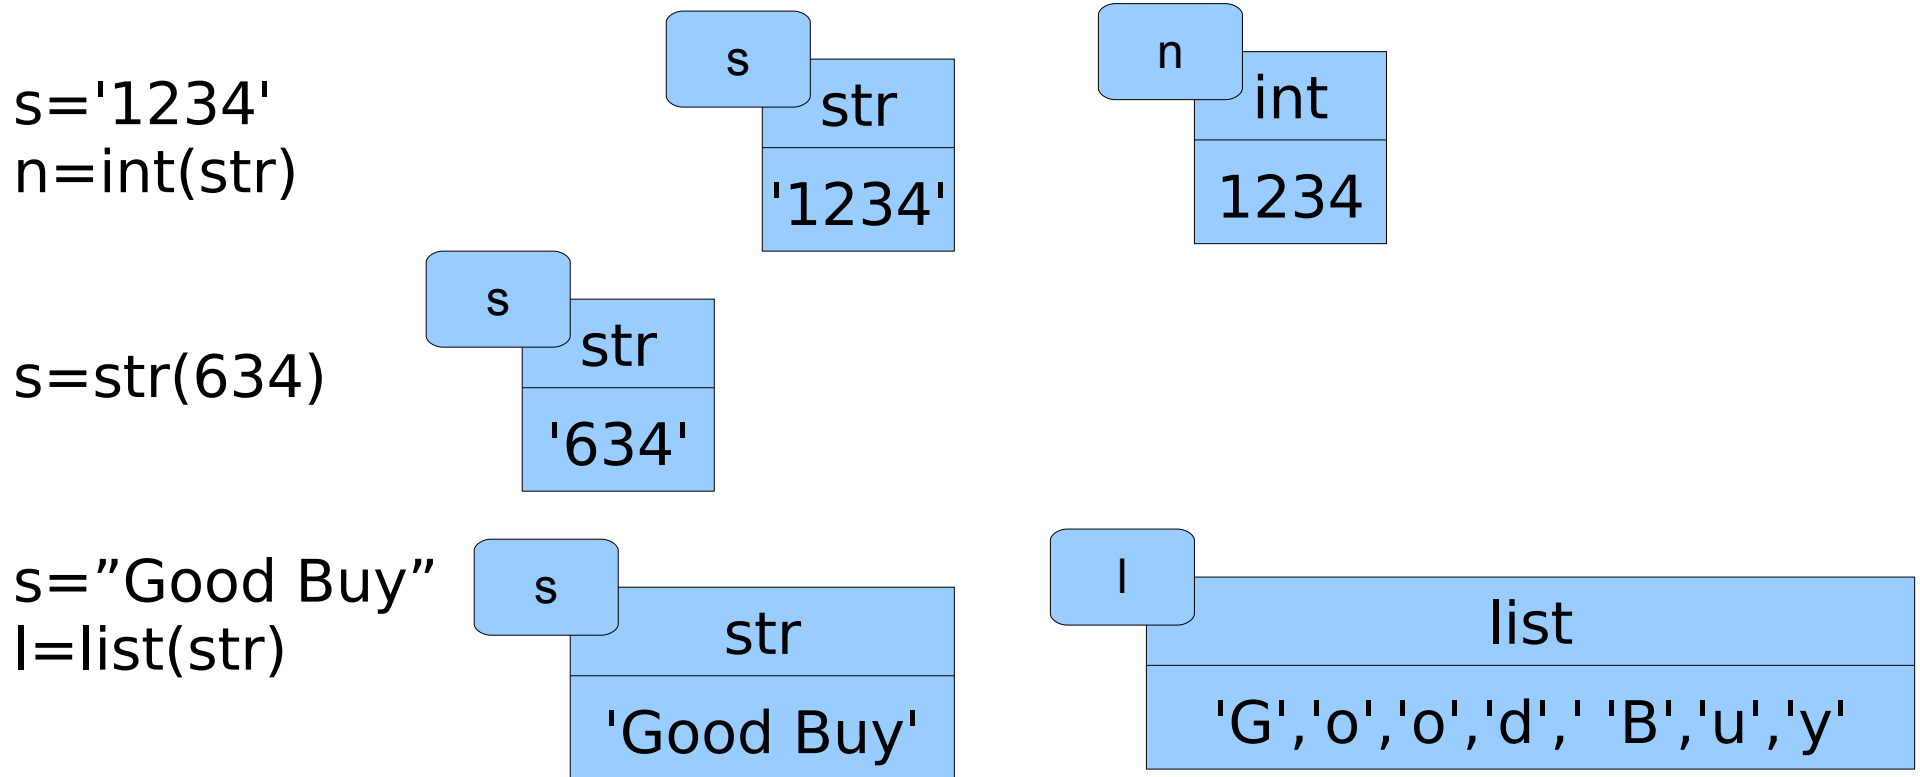 s='1234'
n=int(str)
s
str
'1234'
n
int
1234
s=str(634)
s
str
'634'
s=”Good Buy”
l=list(str)
s
str
'Good Buy'
l
list
'G','o','o','d',' 'B','u','y'